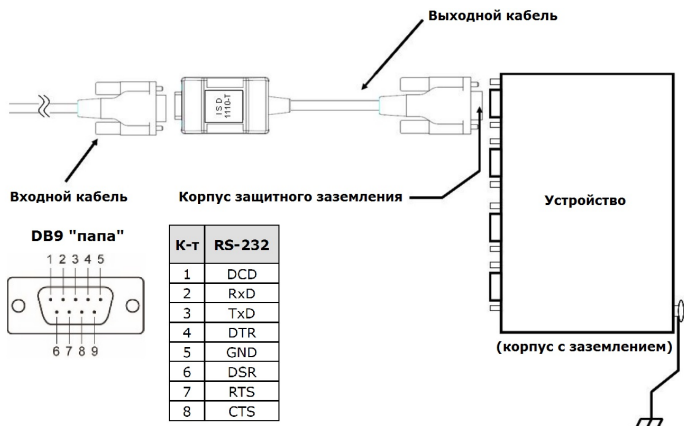 Выходной кабель
ISD
1110-T
Входной кабель
Корпус защитного заземления
Устройство
(корпус с заземлением)
DB9 "папа"
1 2 3 4 5
6 7 8 9
К-т RS-232
1 DCD
2 RxD
3 TxD
4 DTR
5 GND
6 DSR
7 RTS
8 CTS